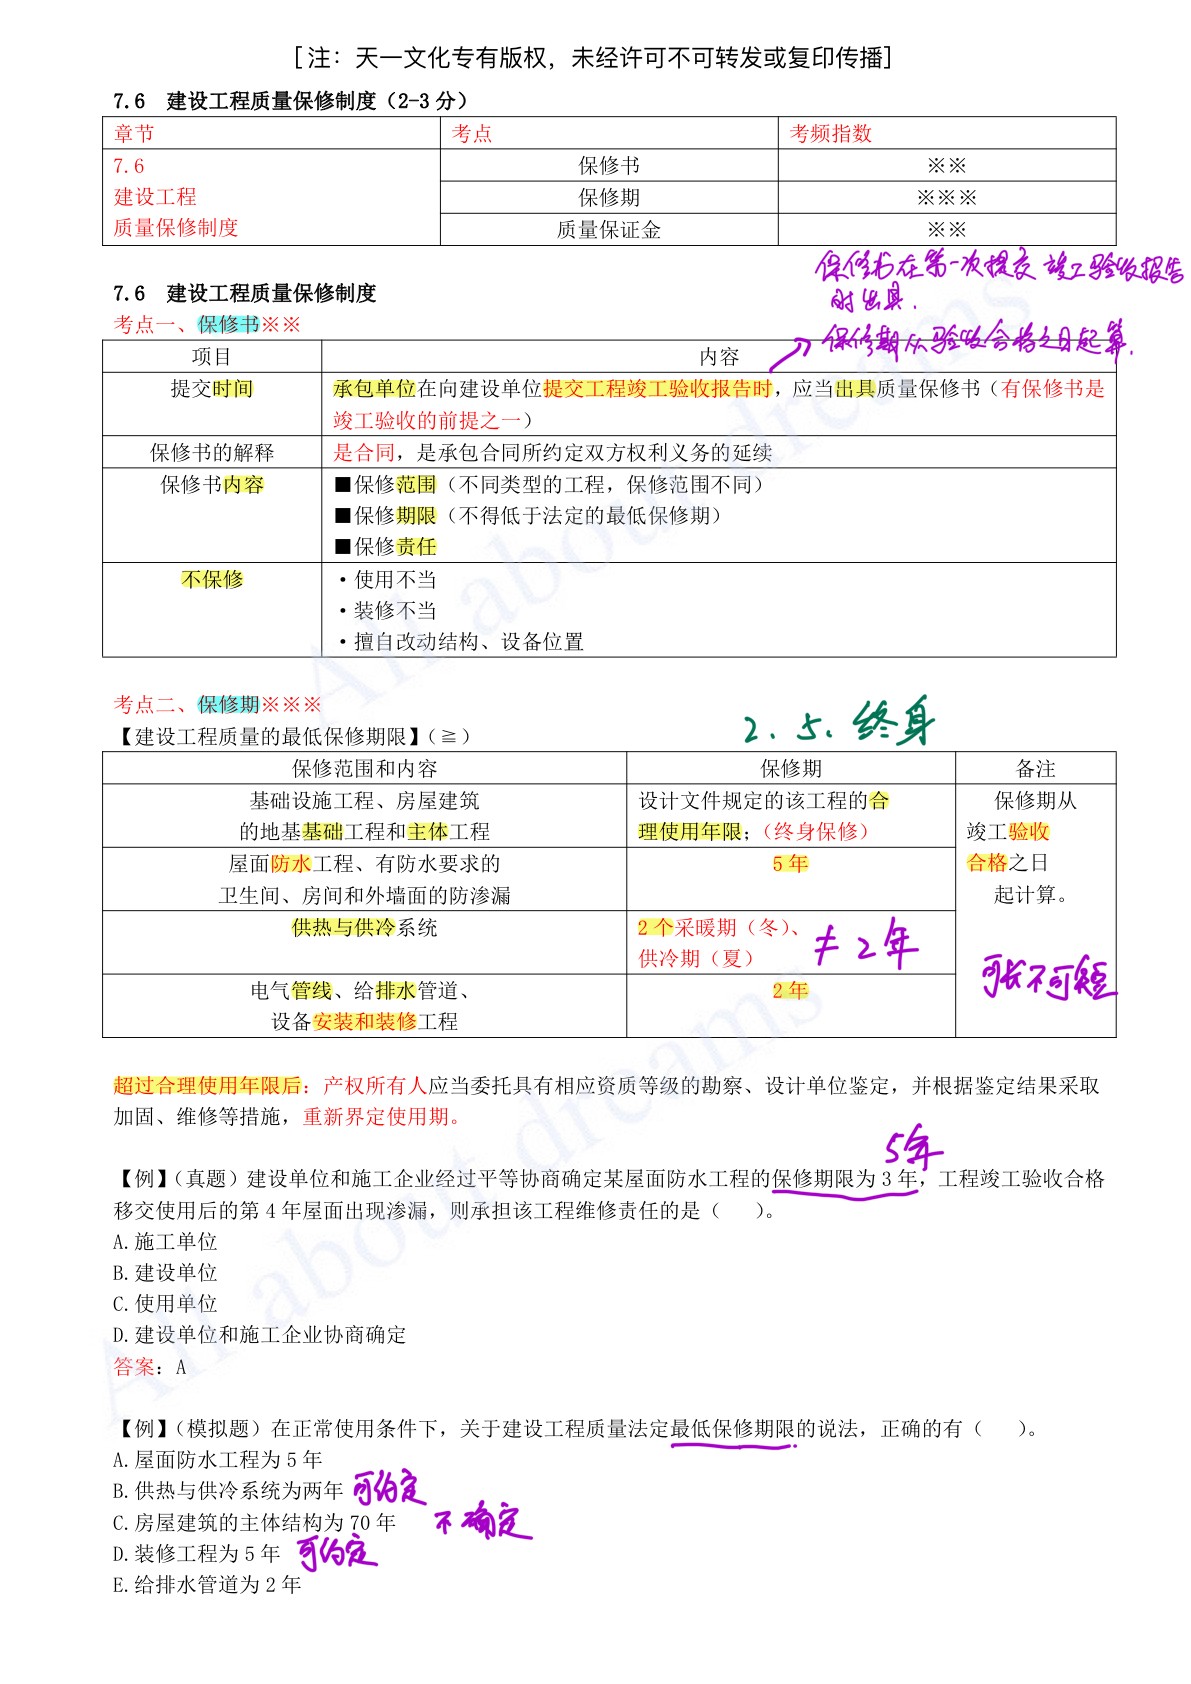 [注：天一文化专有版权，未经许可不可转发或复印传播]
7.6 建设工程质量保修制度（2-3 分）
章节 考点 考频指数
7.6
建设工程
质量保修制度
保修书 ※※
保修期 ※※※
质量保证金 ※※
保修书在第一次提交竣工验收报告
时出具.
7.6 建设工程质量保修制度
考点一、保修书※※
保修期从验收合格之日起算.
项目 内容
提交时间 承包单位在向建设单位提交工程竣工验收报告时，应当出具质量保修书（有保修书是
竣工验收的前提之一）
保修书的解释 是合同，是承包合同所约定双方权利义务的延续
保修书内容 ■保修范围（不同类型的工程，保修范围不同）
■保修期限（不得低于法定的最低保修期）
■保修责任
不保修 ·使用不当
·装修不当
·擅自改动结构、设备位置
考点二、保修期※※※
【建设工程质量的最低保修期限】（≧）
2、5、终身
保修范围和内容 保修期 备注
基础设施工程、房屋建筑
的地基基础工程和主体工程
设计文件规定的该工程的合
理使用年限；（终身保修）
保修期从
竣工验收
合格之日
起计算。
屋面防水工程、有防水要求的
卫生间、房间和外墙面的防渗漏
5 年
供热与供冷系统
2 个采暖期（冬）、
供冷期（夏）
≠ 2年
可长不可短
电气管线、给排水管道、
设备安装和装修工程
2 年
超过合理使用年限后：产权所有人应当委托具有相应资质等级的勘察、设计单位鉴定，并根据鉴定结果采取
加固、维修等措施，重新界定使用期。
5年
【例】（真题）建设单位和施工企业经过平等协商确定某屋面防水工程的保修期限为 3 年，工程竣工验收合格
移交使用后的第 4 年屋面出现渗漏，则承担该工程维修责任的是（ ）。
A.施工单位
B.建设单位
C.使用单位
D.建设单位和施工企业协商确定
答案：A
【例】（模拟题）在正常使用条件下，关于建设工程质量法定最低保修期限的说法，正确的有（ ）。
A.屋面防水工程为 5 年
B.供热与供冷系统为两年 可约定
C.房屋建筑的主体结构为 70 年 不确定
D.装修工程为 5 年 可约定
E.给排水管道为 2 年
All about dreams
All about dreams